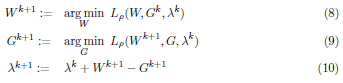 W^{k+1} := arg min_W L_ρ(W, G^k, λ^k) (8)
G^{k+1} := arg min_G L_ρ(W^{k+1}, G, λ^k) (9)
λ^{k+1} := λ^k + W^{k+1} − G^{k+1} (10)